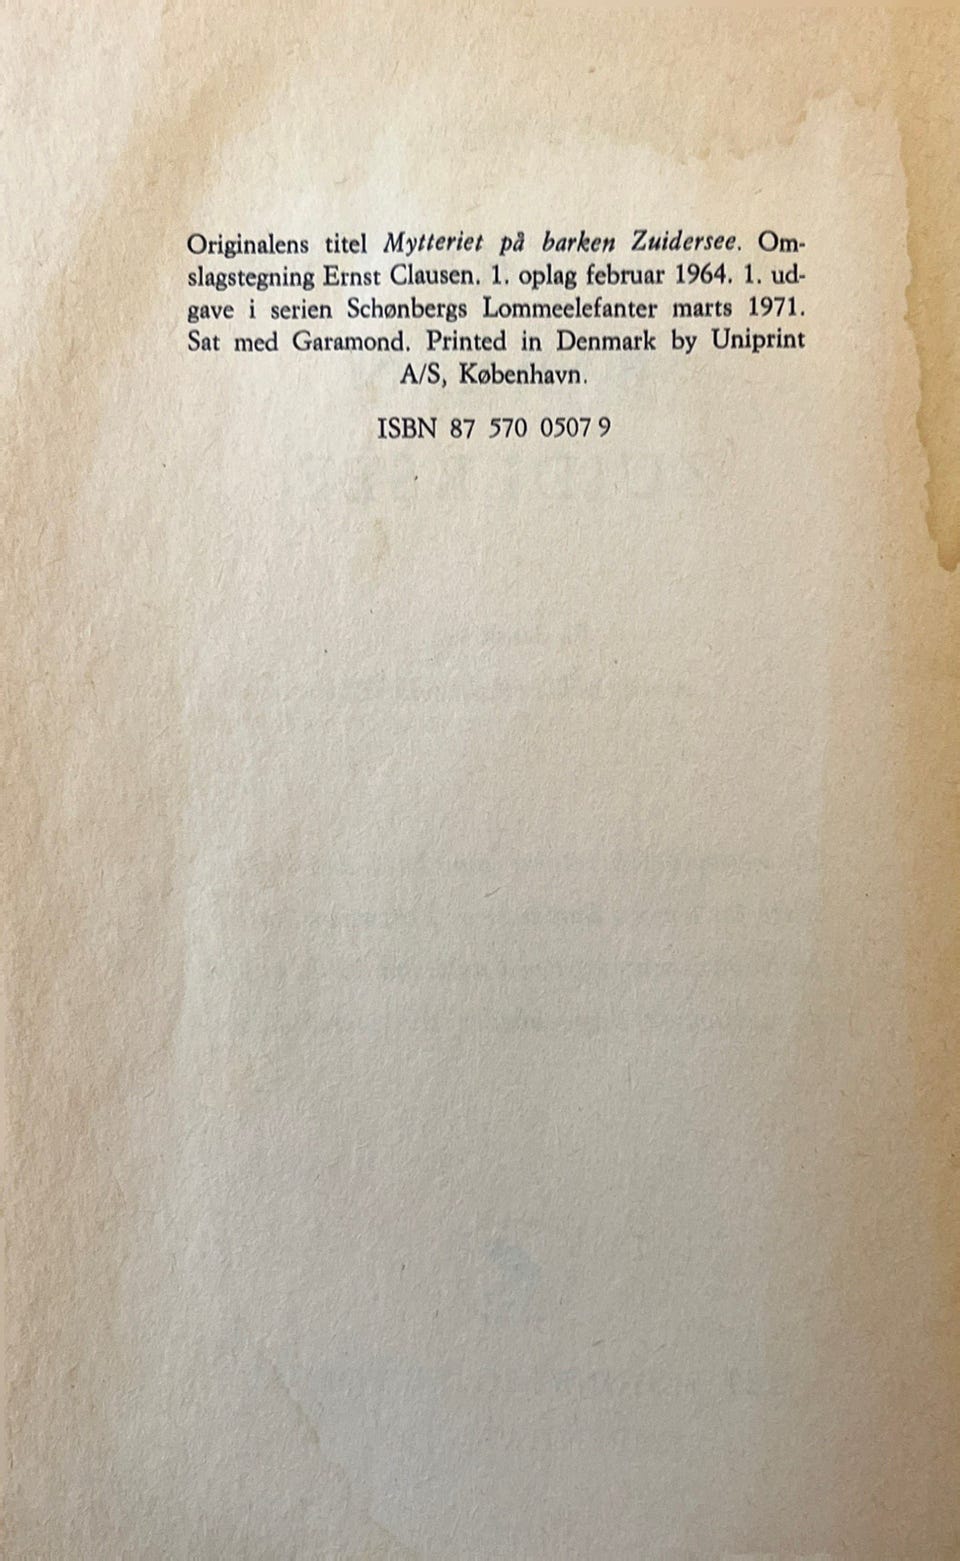 Originalens titel Mytteriet på barken Zuidersee. Om-
slagstegning Ernst Clausen. 1. oplag februar 1964. 1. ud-
gave i serien Schønbergs Lommeelefanter marts 1971.
Sat med Garamond. Printed in Denmark by Uniprint
A/S, København.
ISBN 87 570 0507 9